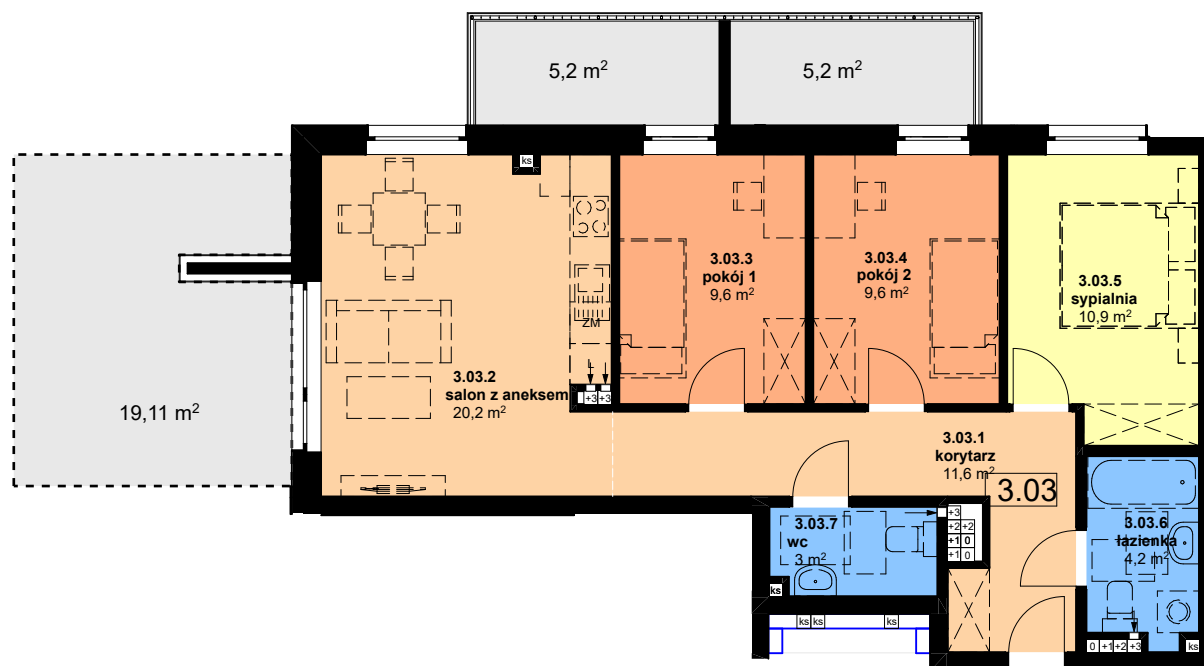 5,2 m²
5,2 m²
ks
3.03.3
pokój 1
9,6 m²
3.03.4
pokój 2
9,6 m²
3.03.5
sypialnia
10,9 m²
ZM
L
19,11 m²
3.03.2
salon z aneksem
20,2 m²
+3 +3
3.03.1
korytarz
11,6 m²
3.03
3.03.7
wc
3 m²
+3
+2 +2
+1 0
+1 0
3.03.6
łazienka
4,2 m²
ks
ks ks
ks
0 +1 +2 +3
ks